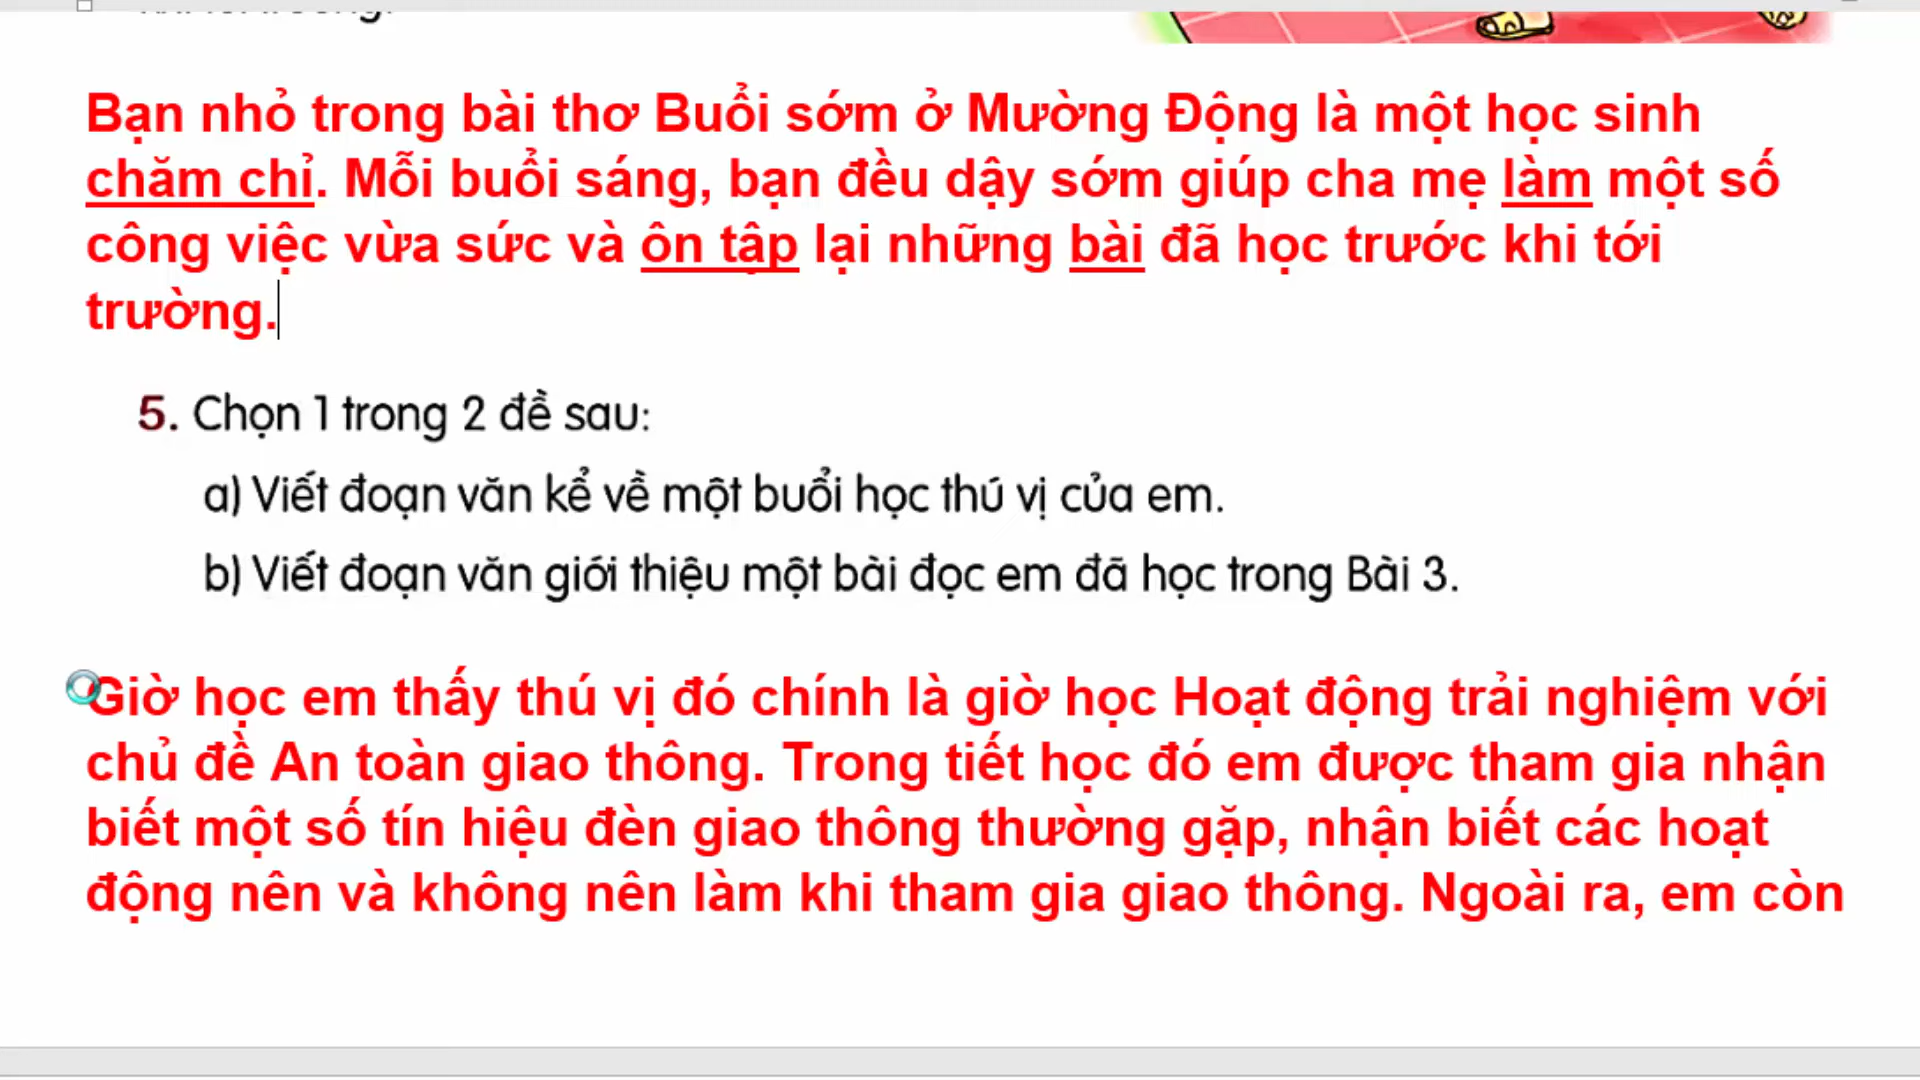 Bạn nhỏ trong bài thơ Buổi sớm ở Mường Động là một học sinh
chăm chỉ. Mỗi buổi sáng, bạn đều dậy sớm giúp cha mẹ làm một số
công việc vừa sức và ôn tập lại những bài đã học trước khi tới
trường.
5. Chọn 1 trong 2 đề sau:
a) Viết đoạn văn kể về một buổi học thú vị của em.
b) Viết đoạn văn giới thiệu một bài đọc em đã học trong Bài 3.
Giờ học em thấy thú vị đó chính là giờ học Hoạt động trải nghiệm với
chủ đề An toàn giao thông. Trong tiết học đó em được tham gia nhận
biết một số tín hiệu đèn giao thông thường gặp, nhận biết các hoạt
động nên và không nên làm khi tham gia giao thông. Ngoài ra, em còn